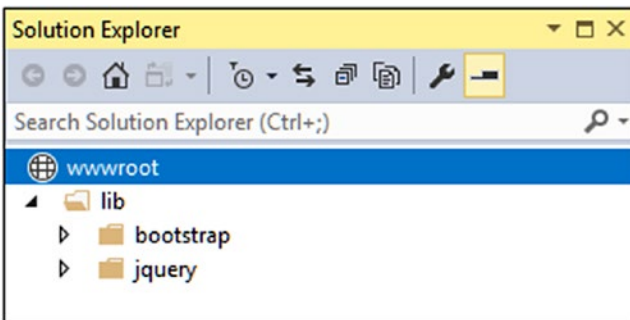 Solution Explorer
Search Solution Explorer (Ctrl+;)
wwwroot
lib
bootstrap
jquery